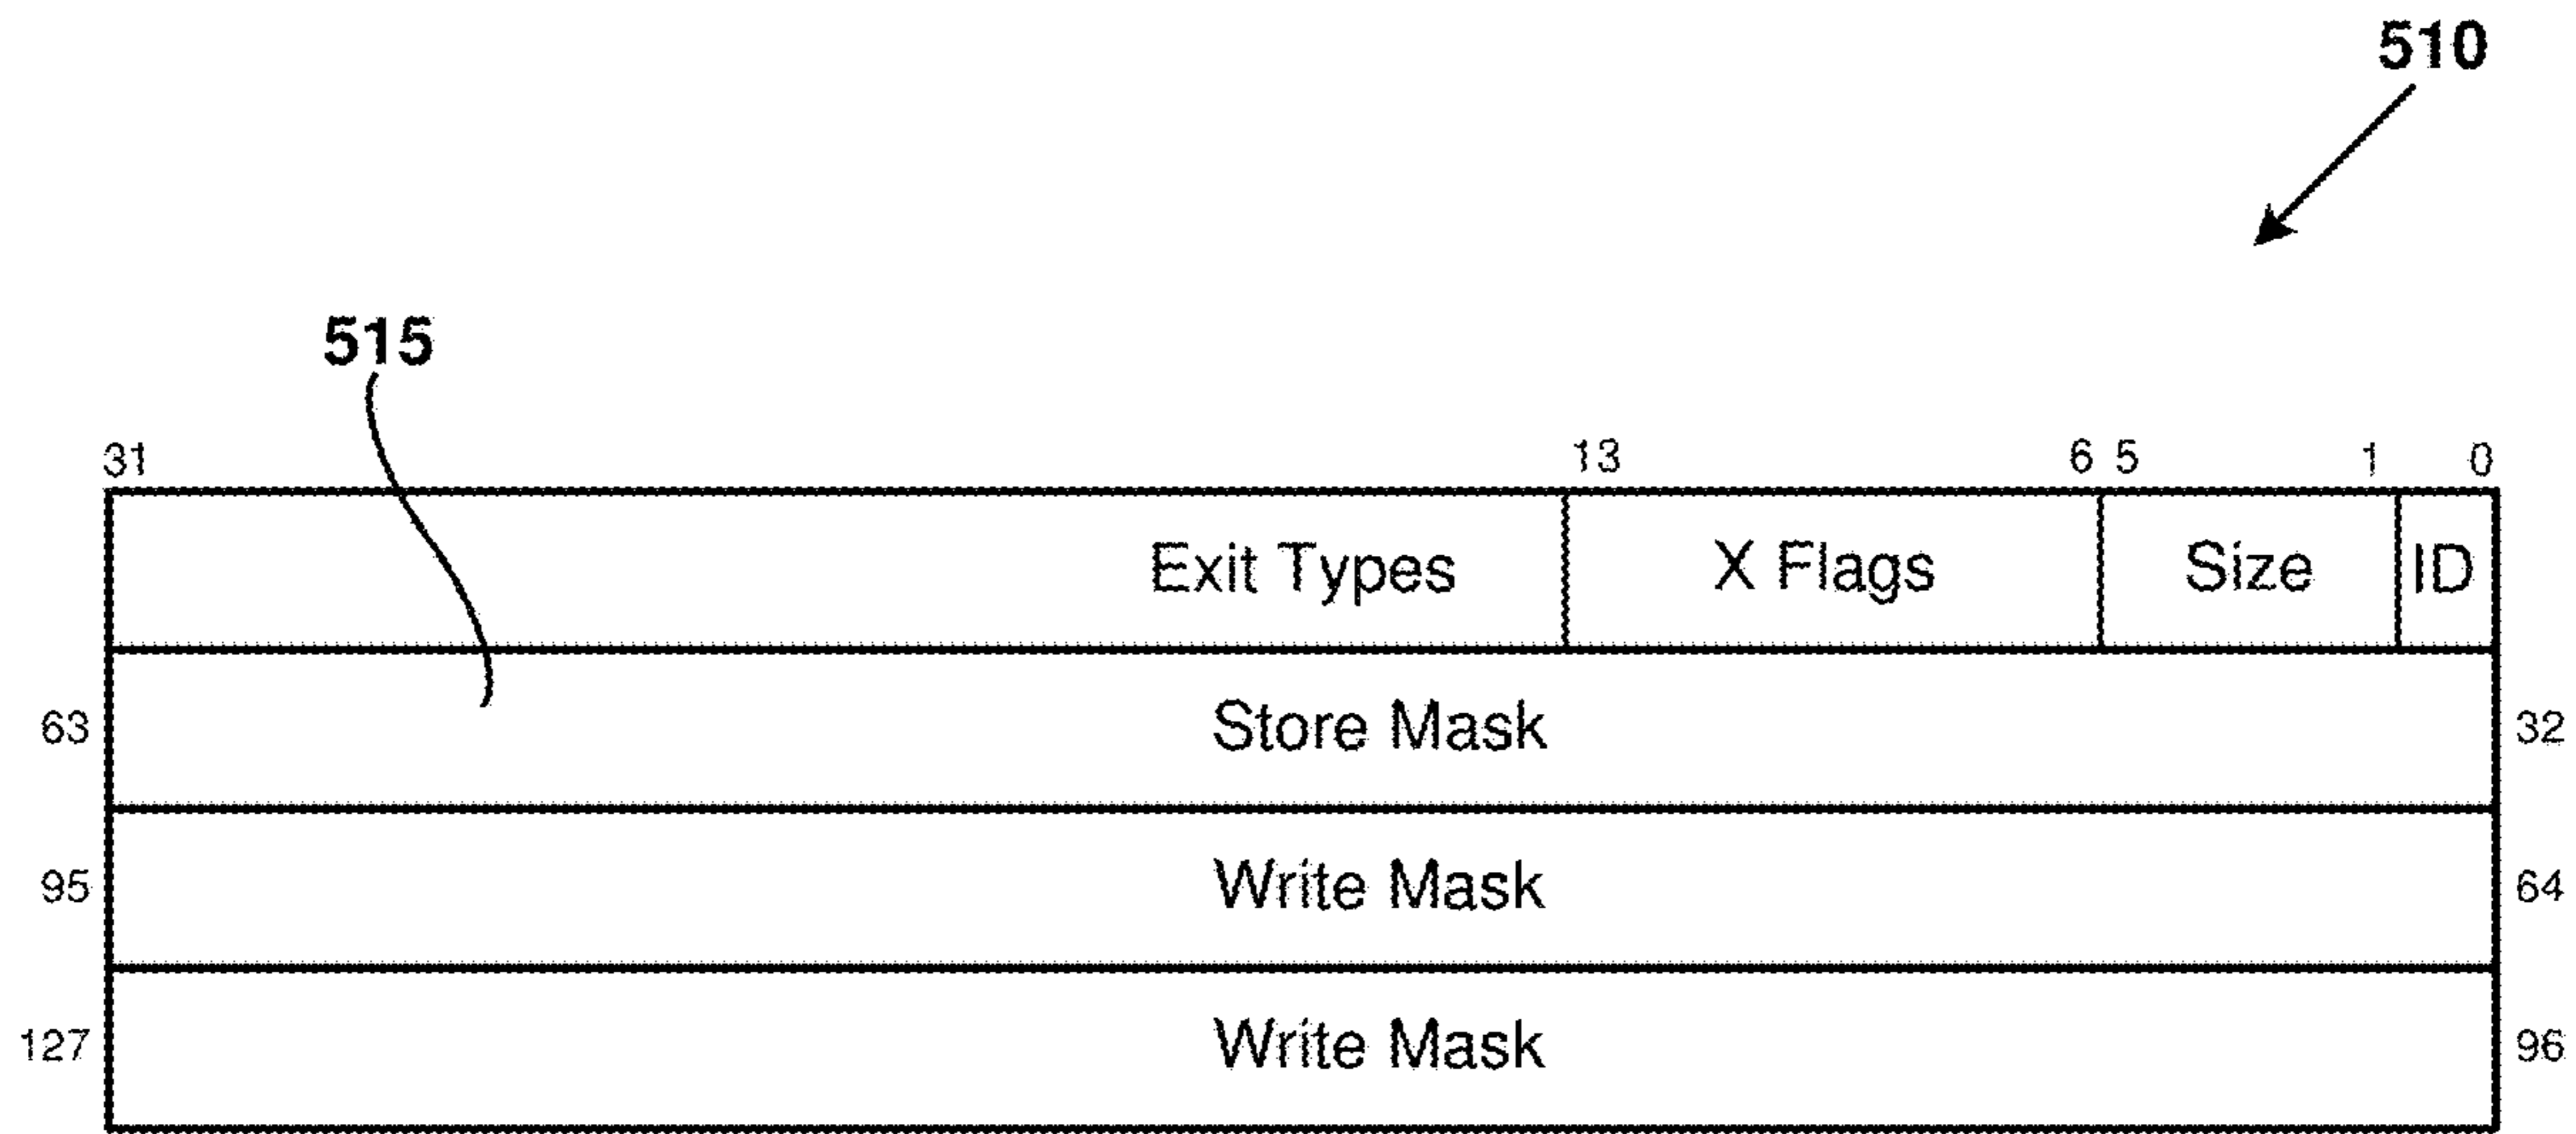 510
515
31 13 6 5 1 0
Exit Types X Flags Size ID
63 Store Mask 32
95 Write Mask 64
127 Write Mask 96